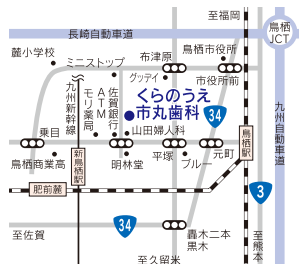 至福岡
鳥栖
JCT
長崎自動車道
麓小学校
布津原
鳥栖市役所
ミニストップ
グッデイ
市役所前
九州新幹線
モリ薬局
ATM
佐賀銀行
くらのうえ
市丸歯科
34
山田婦人科
九州自動車道
乗目
鳥栖商業高
新鳥栖駅
明林堂
平塚
ブルー
元町
鳥栖駅
肥前麓
3
34
至佐賀
轟木二本
黒木
至久留米
至熊本